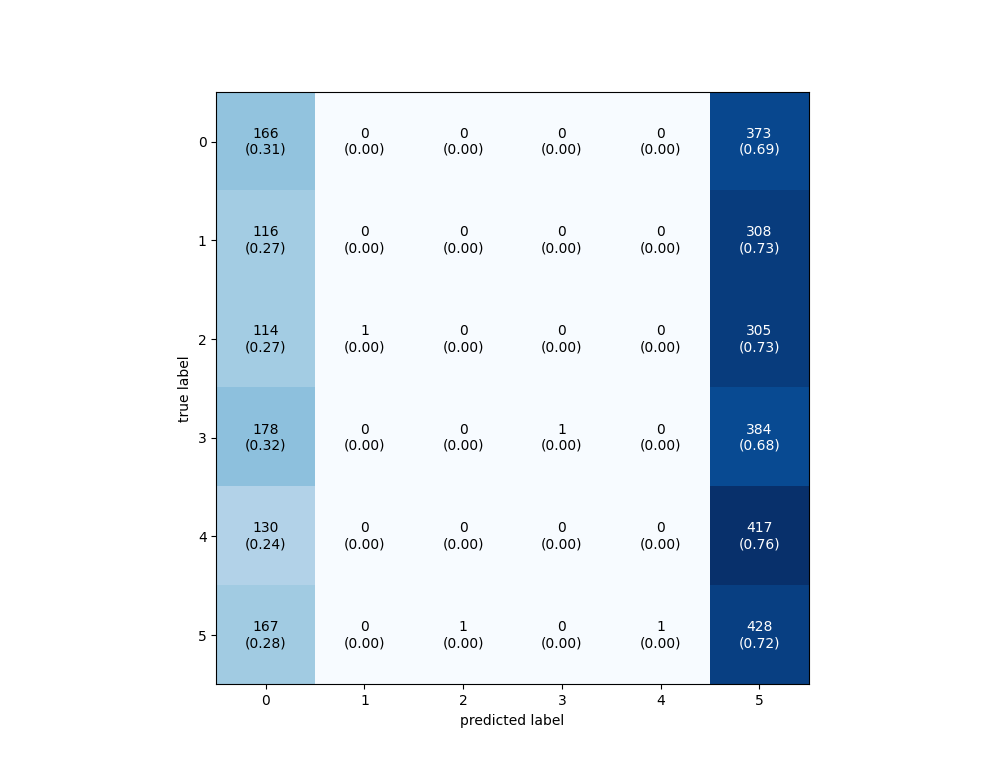 0 166 0 0 0 0 373
(0.31) (0.00) (0.00) (0.00) (0.00) (0.69)
1 116 0 0 0 0 308
(0.27) (0.00) (0.00) (0.00) (0.00) (0.73)
2 114 1 0 0 0 305
(0.27) (0.00) (0.00) (0.00) (0.00) (0.73)
true label
3 178 0 0 1 0 384
(0.32) (0.00) (0.00) (0.00) (0.00) (0.68)
4 130 0 0 0 0 417
(0.24) (0.00) (0.00) (0.00) (0.00) (0.76)
5 167 0 1 0 1 428
(0.28) (0.00) (0.00) (0.00) (0.00) (0.72)
0 1 2 3 4 5
predicted label